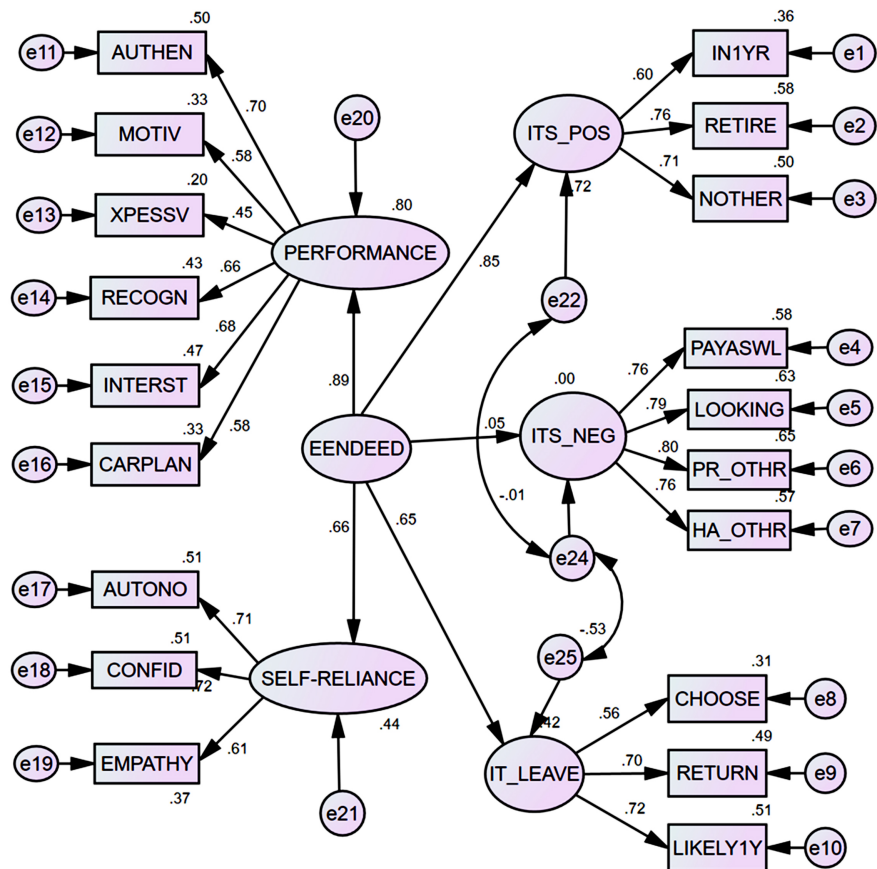 .50
e11
AUTHEN
.70
.33
e12
MOTIV
.58
.20
e13
XPESSV
.45
.43
e14
RECOGN
.66
.47
e15
INTERST
.68
.33
e16
CARPLAN
.58
e20
.80
PERFORMANCE
.89
EENDEED
.85
.05
.66
.65
.51
e17
AUTONO
.71
.51
e18
CONFID
.72
e19
EMPATHY
.61
.37
SELF-RELIANCE
.44
e21
ITS_POS
.72
e22
.60
.36
IN1YR
e1
.76
.58
RETIRE
e2
.71
.50
NOTHER
e3
.00
ITS_NEG
-.01
e24
.76
.58
PAYASWL
e4
.79
.63
LOOKING
e5
.80
.65
PR_OTHR
e6
.76
.57
HA_OTHR
e7
-.53
e25
.42
IT_LEAVE
.56
.31
CHOOSE
e8
.70
.49
RETURN
e9
.72
.51
LIKELY1Y
e10